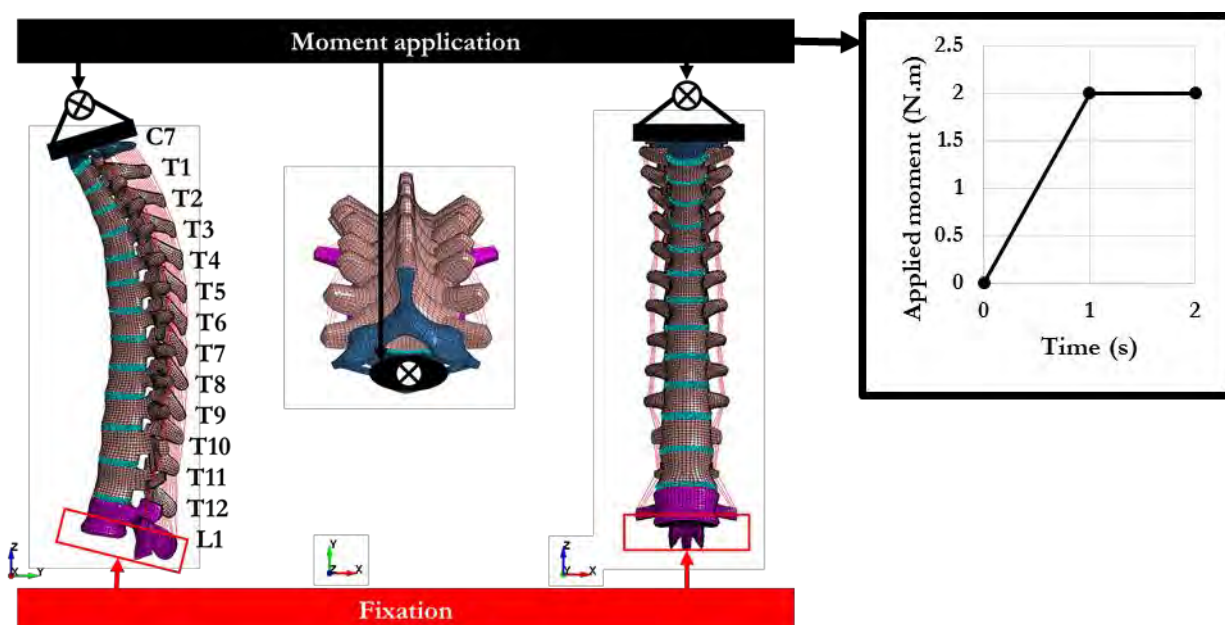 Moment application
C7
T1
T2
T3
T4
T5
T6
T7
T8
T9
T10
T11
T12
L1
Z
X
Y
Y
Z
X
Z
Y
X
Fixation
Applied moment (N.m)
2.5
2
1.5
1
0.5
0
0
1
2
Time (s)